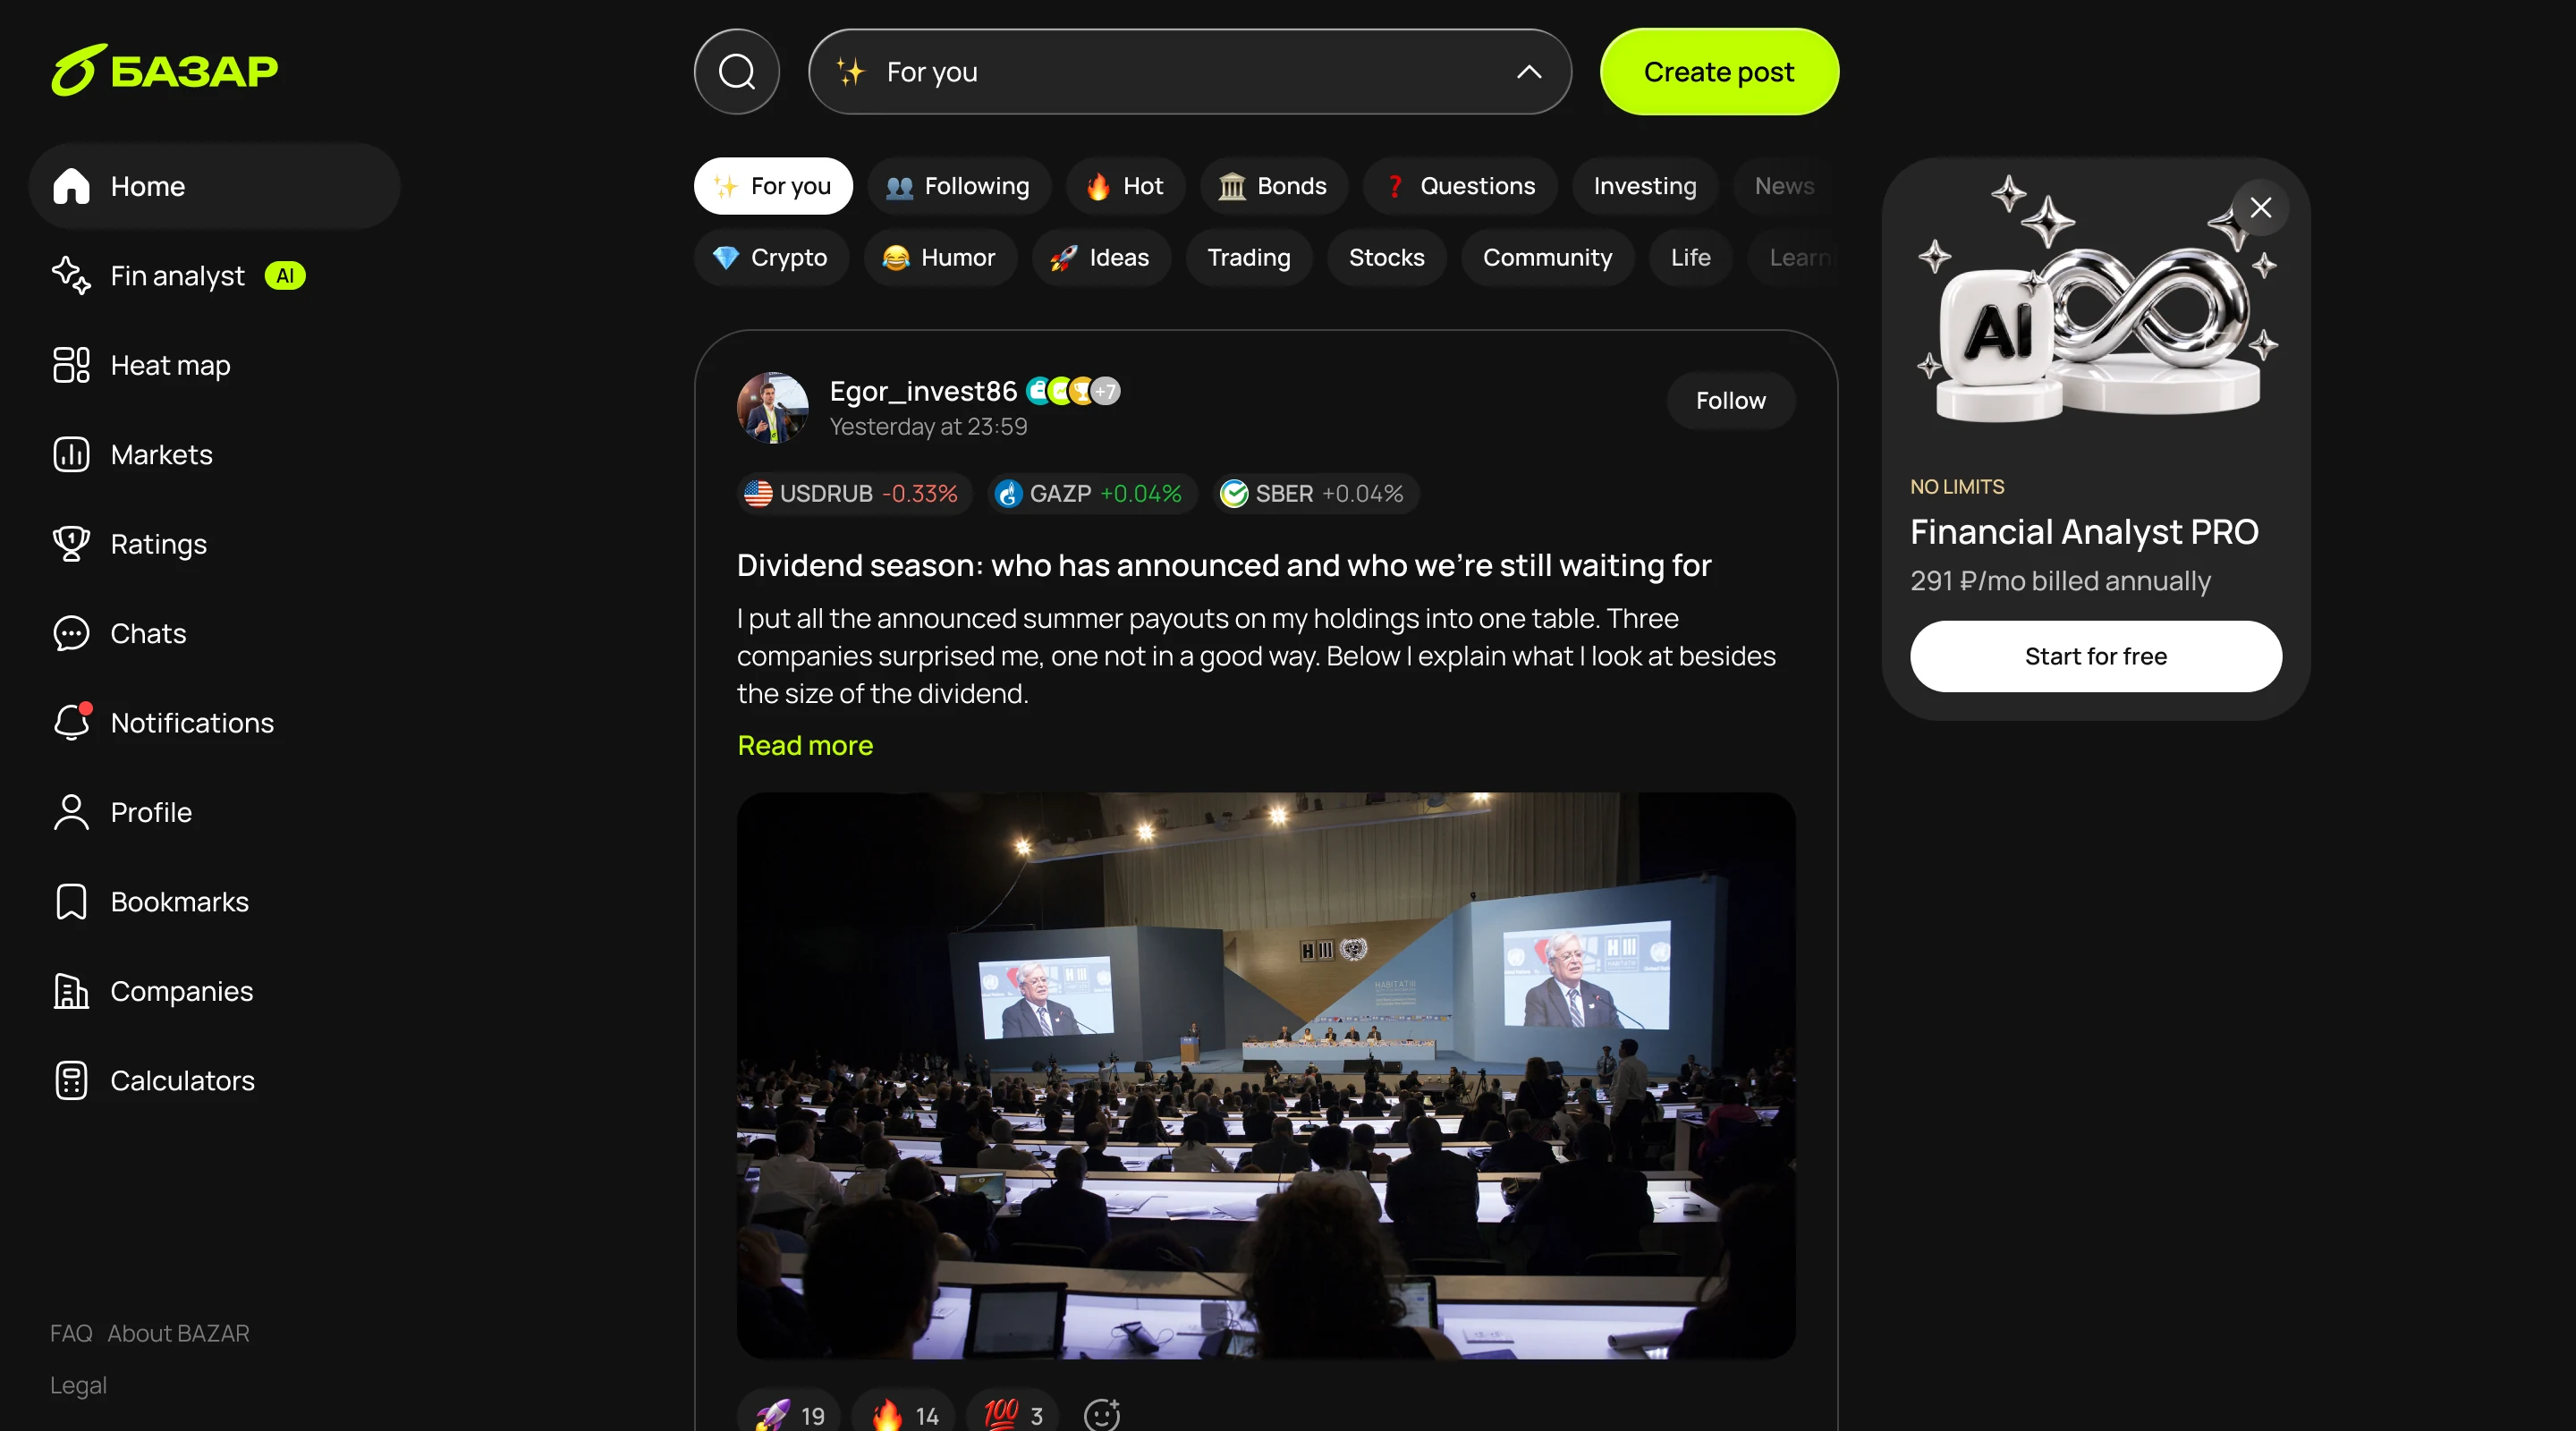 БАЗАР
For you
Create post
Home
Fin analyst AI
Heat map
Markets
Ratings
Chats
Notifications
Profile
Bookmarks
Companies
Calculators
FAQ About BAZAR
Legal
For you Following Hot Bonds Questions Investing News
Crypto Humor Ideas Trading Stocks Community Life Learn
Egor_invest86 +7
Yesterday at 23:59
Follow
USDRUB -0.33% GAZP +0.04% SBER +0.04%
Dividend season: who has announced and who we’re still waiting for
I put all the announced summer payouts on my holdings into one table. Three
companies surprised me, one not in a good way. Below I explain what I look at besides
the size of the dividend.
Read more
H III
HABITAT III
19 14 100 3
AI
NO LIMITS
Financial Analyst PRO
291 ₽/mo billed annually
Start for free